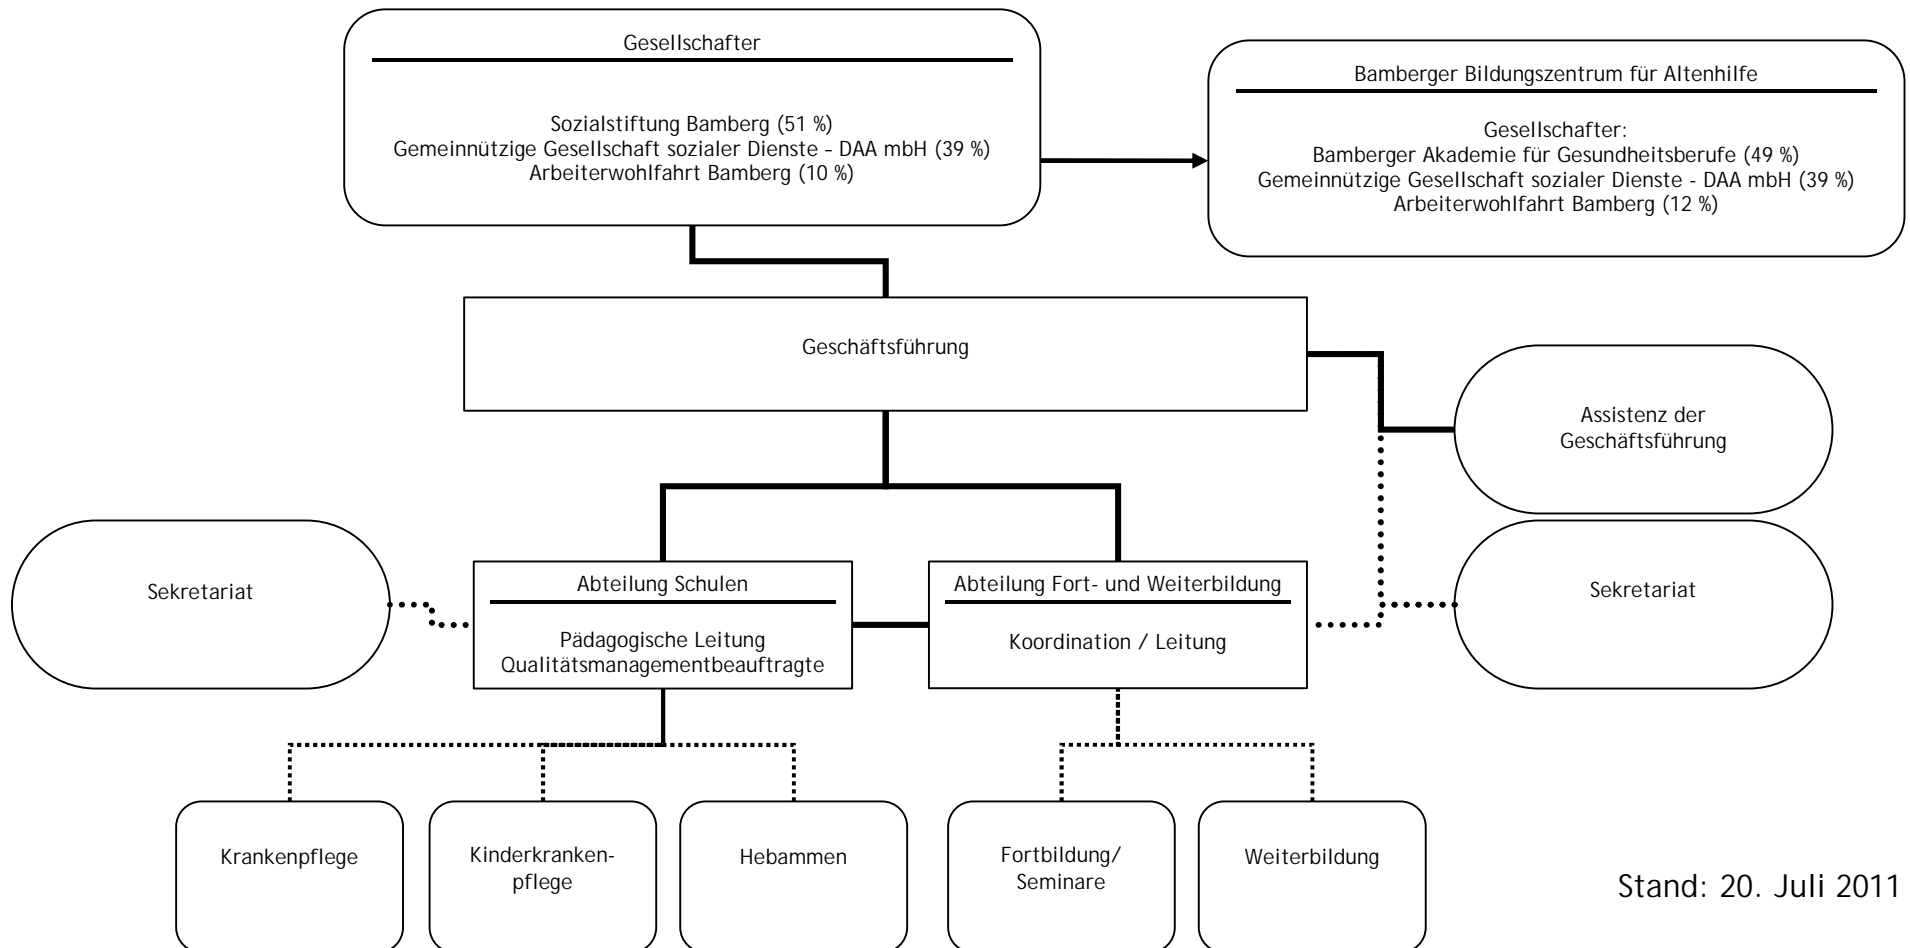 Gesellschafter
Sozialstiftung Bamberg (51 %)
Gemeinnützige Gesellschaft sozialer Dienste - DAA mbH (39 %)
Arbeiterwohlfahrt Bamberg (10 %)
Bamberger Bildungszentrum für Altenhilfe
Gesellschafter:
Bamberger Akademie für Gesundheitsberufe (49 %)
Gemeinnützige Gesellschaft sozialer Dienste - DAA mbH (39 %)
Arbeiterwohlfahrt Bamberg (12 %)
Geschäftsführung
Assistenz der
Geschäftsführung
Sekretariat
Abteilung Schulen
Pädagogische Leitung
Qualitätsmanagementbeauftragte
Abteilung Fort- und Weiterbildung
Koordination / Leitung
Sekretariat
Krankenpflege
Kinderkranken-
pflege
Hebammen
Fortbildung/
Seminare
Weiterbildung
Stand: 20. Juli 2011